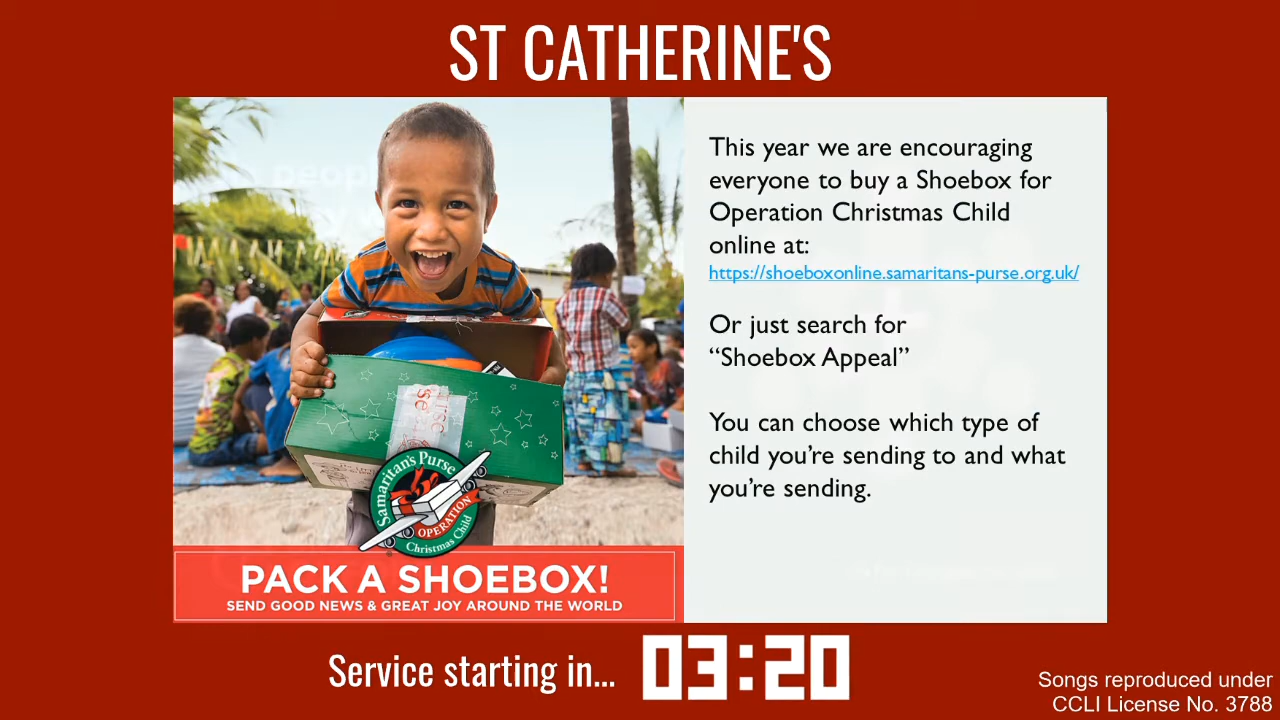 ST CATHERINE'S
This year we are encouraging
everyone to buy a Shoebox for
Operation Christmas Child
online at:
https://shoeboxonline.samaritans-purse.org.uk/
Or just search for
“Shoebox Appeal”
You can choose which type of
child you’re sending to and what
you’re sending.
Samaritan's Purse
OPERATION
Christmas Child
PACK A SHOEBOX!
SEND GOOD NEWS & GREAT JOY AROUND THE WORLD
Service starting in...
03:20
Songs reproduced under
CCLI License No. 3788